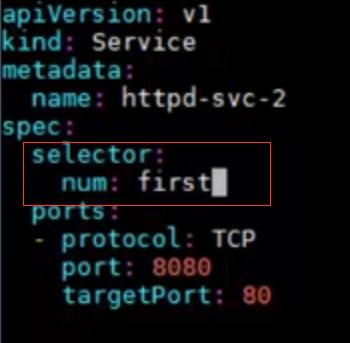 apiVersion: v1
kind: Service
metadata:
  name: httpd-svc-2
spec:
  selector:
    num: first
  ports:
  - protocol: TCP
    port: 8080
    targetPort: 80